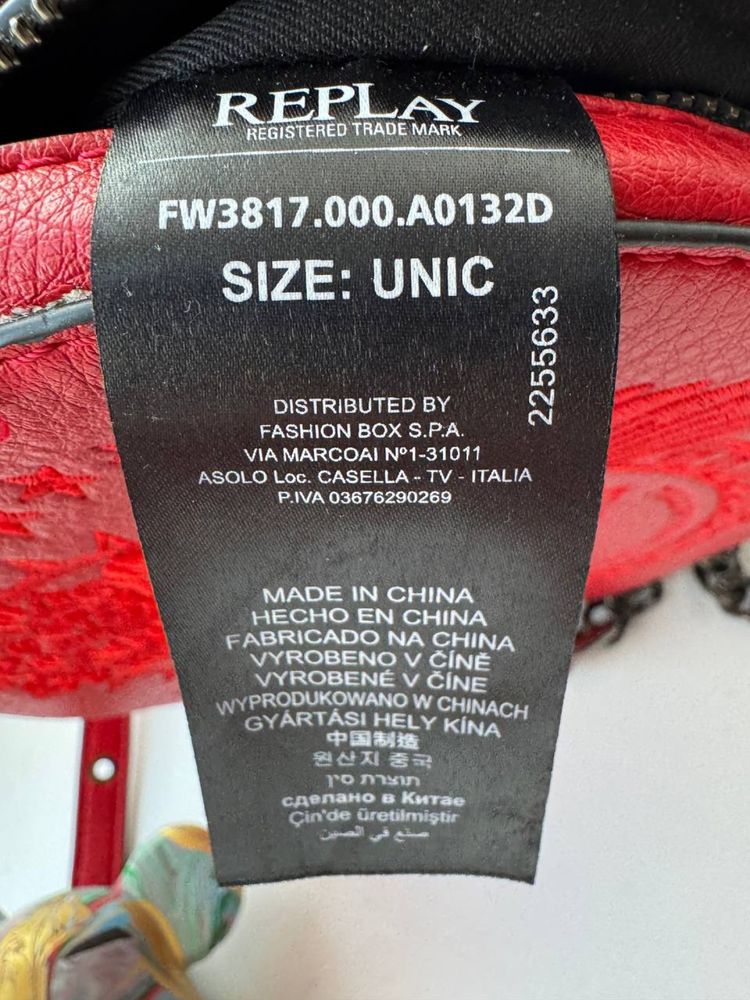 REPLAY
REGISTERED TRADE MARK
FW3817.000.A0132D
SIZE: UNIC
2255633
DISTRIBUTED BY
FASHION BOX S.P.A.
VIA MARCOAI Nº1-31011
ASOLO Loc. CASELLA - TV - ITALIA
P.IVA 03676290269
MADE IN CHINA
HECHO EN CHINA
FABRICADO NA CHINA
VYROBENO V ČÍNĚ
VYROBENÉ V ČÍNE
WYPRODUKOWANO W CHINACH
GYÁRTÁSI HELY KÍNA
中国制造
원산지 중국
תוצרת סין
сделано в Китае
Çin'de üretilmiştir
صنع في الصين